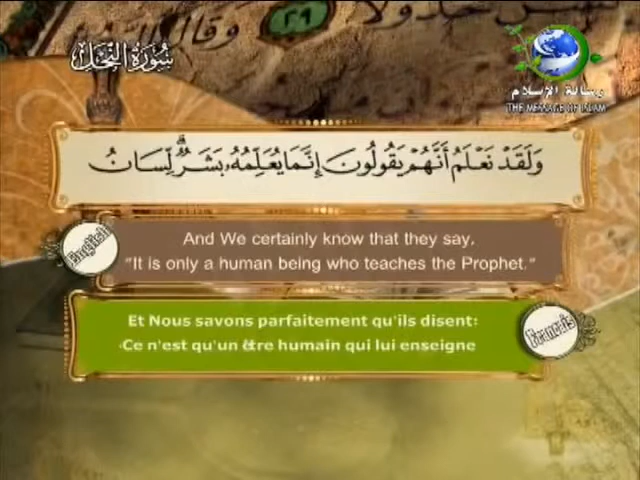 سورة النحل
رسالة الإسلام
THE MESSAGE OF ISLAM
وَلَقَدْ نَعْلَمُ أَنَّهُمْ يَقُولُونَ إِنَّمَا يُعَلِّمُهُۥ بَشَرٌ ۗ لِّسَانُ
English
And We certainly know that they say,
"It is only a human being who teaches the Prophet."
Et Nous savons parfaitement qu'ils disent:
Ce n'est qu'un être humain qui lui enseigne
Francais